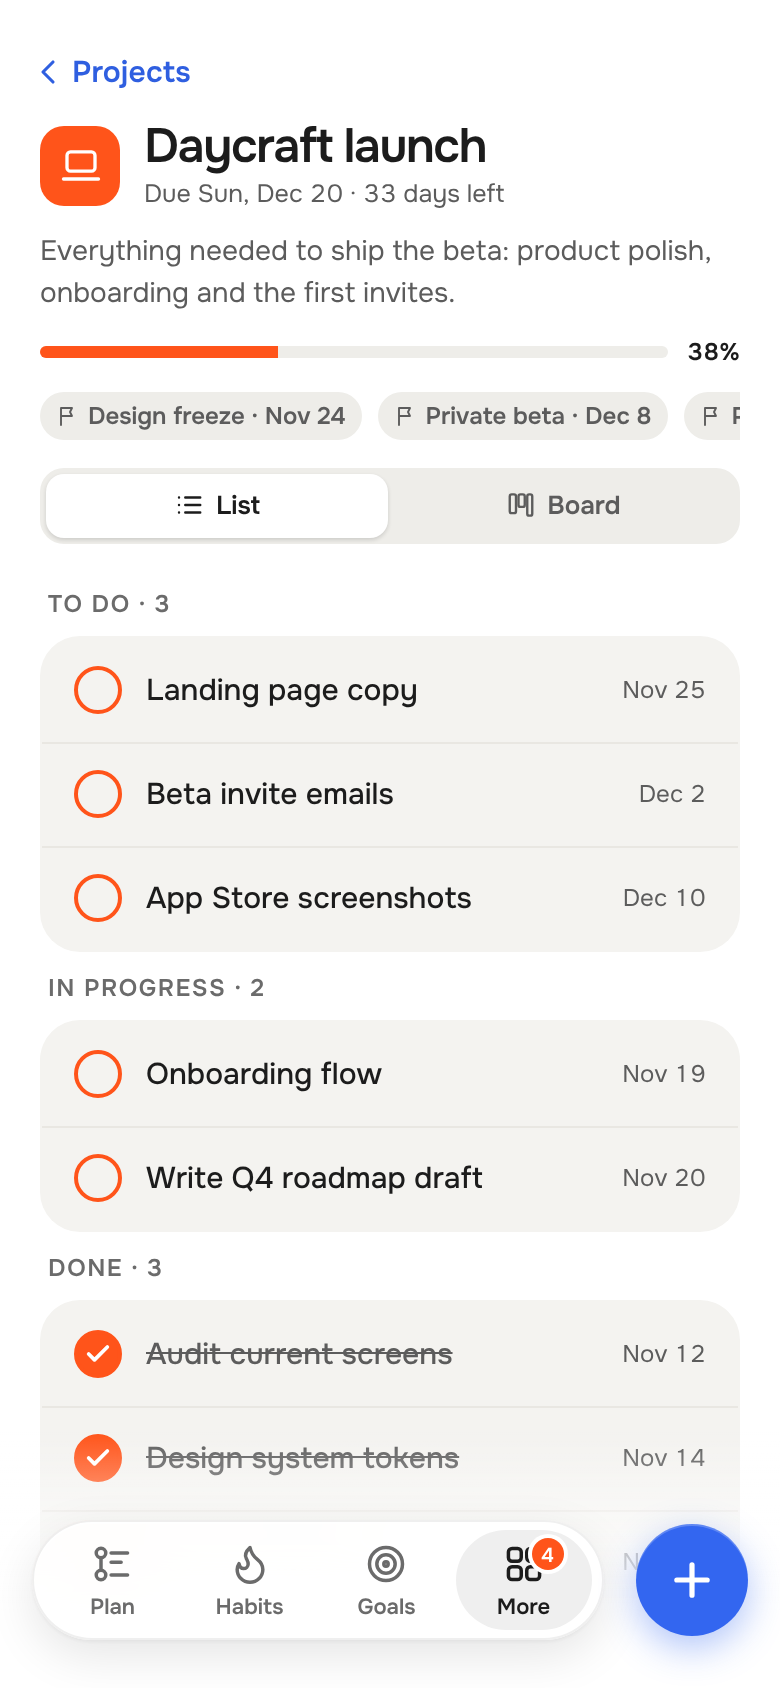 Projects
Daycraft launch
Due Sun, Dec 20 · 33 days left
Everything needed to ship the beta: product polish,
onboarding and the first invites.
38%
Design freeze · Nov 24
Private beta · Dec 8
List
Board
TO DO · 3
Landing page copy
Nov 25
Beta invite emails
Dec 2
App Store screenshots
Dec 10
IN PROGRESS · 2
Onboarding flow
Nov 19
Write Q4 roadmap draft
Nov 20
DONE · 3
Audit current screens
Nov 12
Design system tokens
Nov 14
Plan
Habits
Goals
4
More